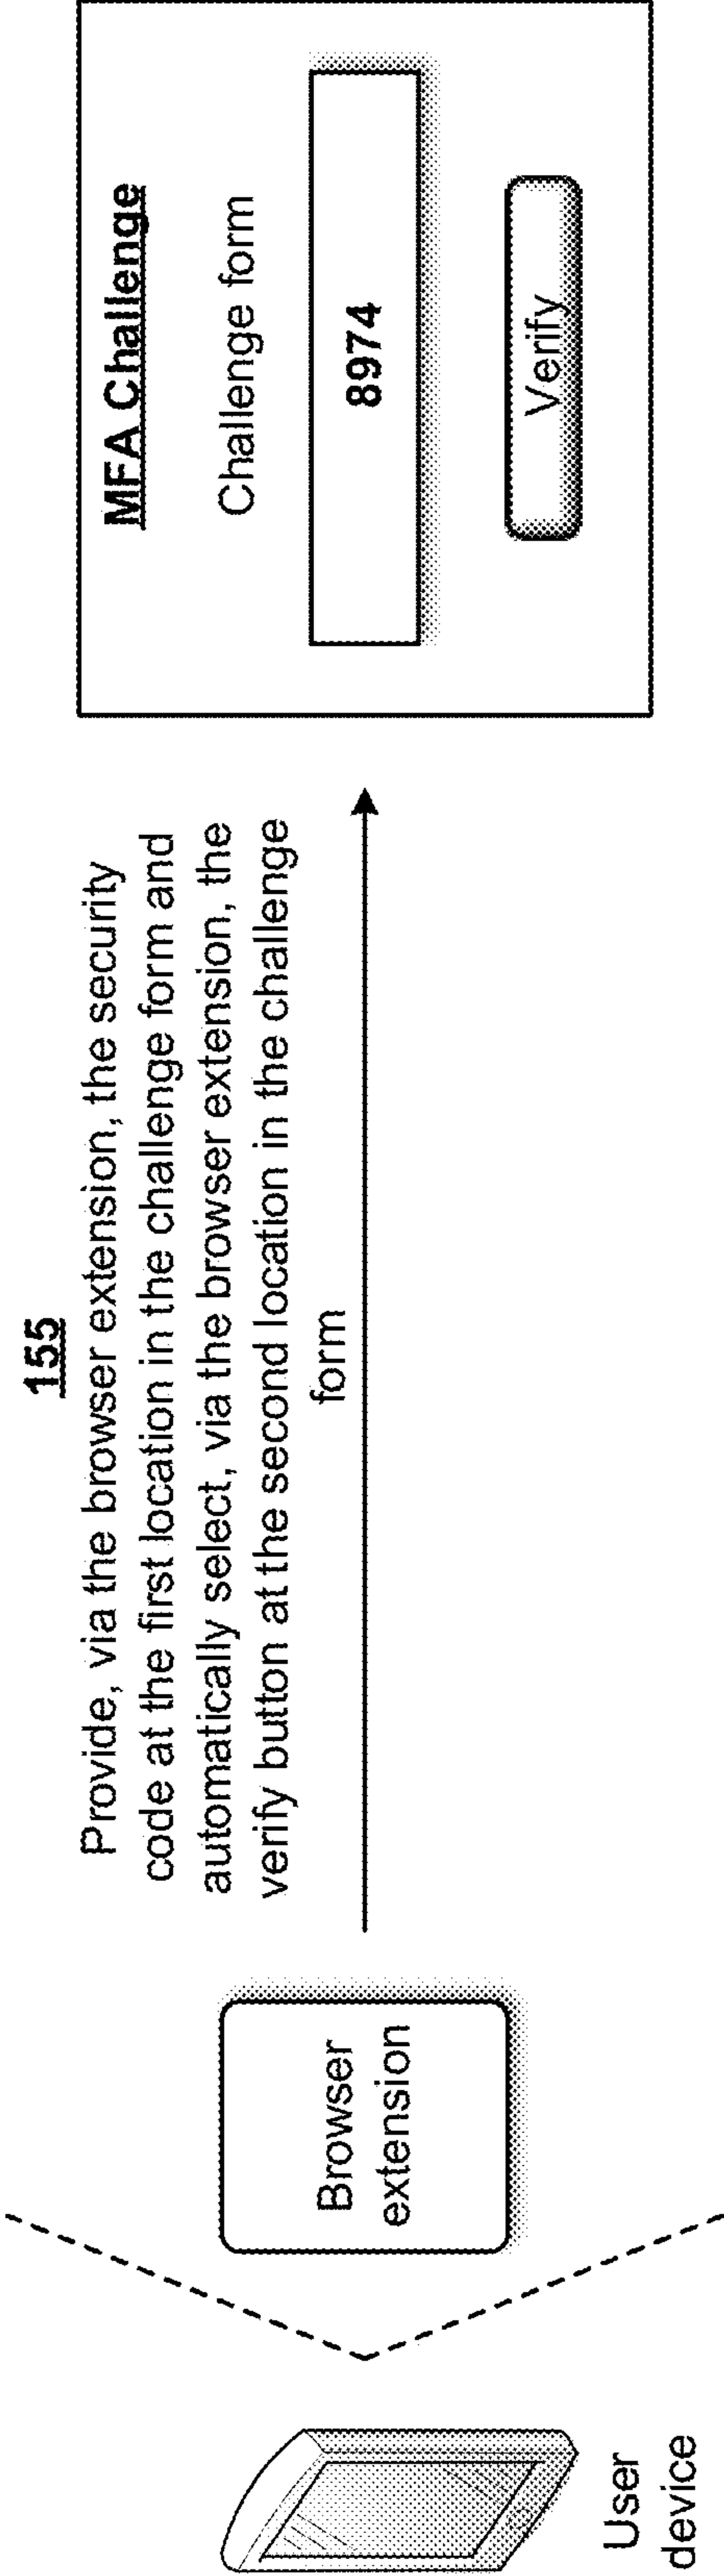 155
Provide, via the browser extension, the security
code at the first location in the challenge form and
automatically select, via the browser extension, the
verify button at the second location in the challenge
form
User
device
Browser
extension
MFA Challenge
Challenge form
8974
Verify